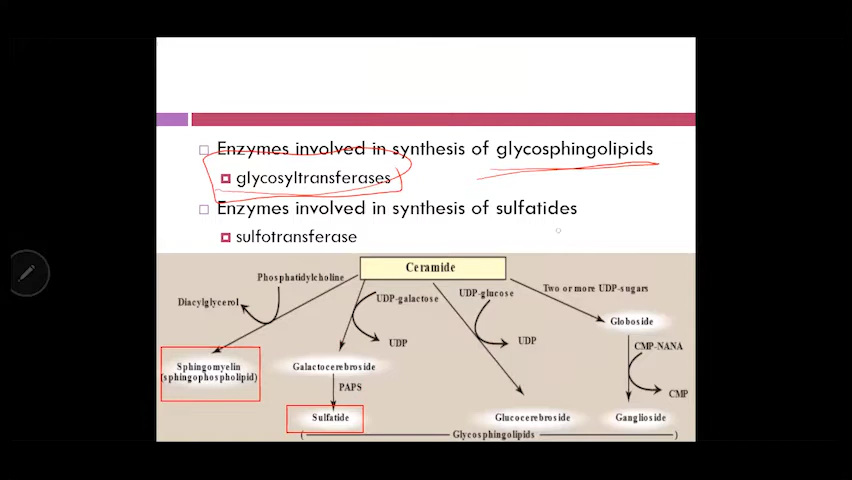 Enzymes involved in synthesis of glycosphingolipids
glycosyltransferases
Enzymes involved in synthesis of sulfatides
sulfotransferase
Ceramide
Phosphatidylcholine
Diacylglycerol
UDP-galactose
UDP
UDP-glucose
UDP
Two or more UDP-sugars
Globoside
CMP-NANA
CMP
Sphingomyelin
(sphingophospholipid)
Galactocerebroside
PAPS
Sulfatide
Glucocerebroside
Ganglioside
( Glycosphingolipids )